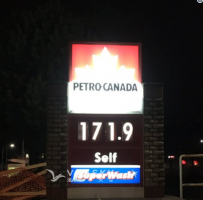 PETRO-CANADA
171.9
Self
SuperWash